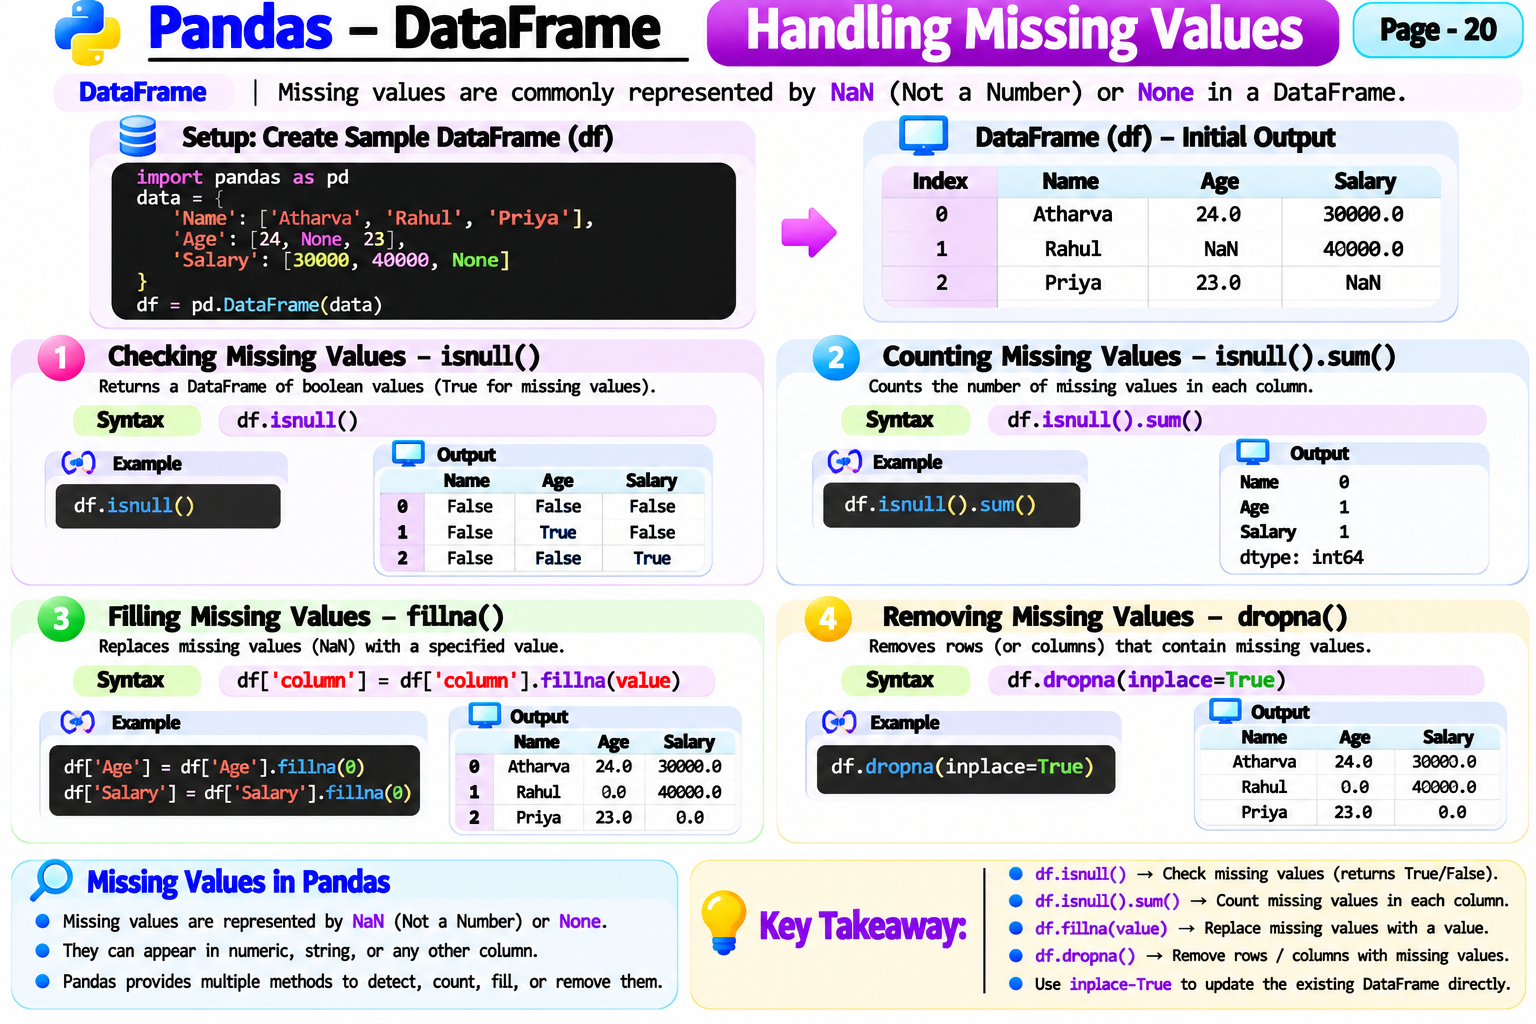 Pandas – DataFrame
Handling Missing Values
Page - 20
DataFrame | Missing values are commonly represented by NaN (Not a Number) or None in a DataFrame.
Setup: Create Sample DataFrame (df)
import pandas as pd
data = {
'Name': ['Atharva', 'Rahul', 'Priya'],
'Age': [24, None, 23],
'Salary': [30000, 40000, None]
}
df = pd.DataFrame(data)
DataFrame (df) – Initial Output
Index Name Age Salary
0 Atharva 24.0 30000.0
1 Rahul NaN 40000.0
2 Priya 23.0 NaN
1 Checking Missing Values – isnull()
Returns a DataFrame of boolean values (True for missing values).
Syntax df.isnull()
Example
df.isnull()
Output
Name Age Salary
0 False False False
1 False True False
2 False False True
2 Counting Missing Values – isnull().sum()
Counts the number of missing values in each column.
Syntax df.isnull().sum()
Example
df.isnull().sum()
Output
Name 0
Age 1
Salary 1
dtype: int64
3 Filling Missing Values – fillna()
Replaces missing values (NaN) with a specified value.
Syntax df['column'] = df['column'].fillna(value)
Example
df['Age'] = df['Age'].fillna(0)
df['Salary'] = df['Salary'].fillna(0)
Output
Name Age Salary
0 Atharva 24.0 30000.0
1 Rahul 0.0 40000.0
2 Priya 23.0 0.0
4 Removing Missing Values – dropna()
Removes rows (or columns) that contain missing values.
Syntax df.dropna(inplace=True)
Example
df.dropna(inplace=True)
Output
Name Age Salary
Atharva 24.0 30000.0
Rahul 0.0 40000.0
Priya 23.0 0.0
Missing Values in Pandas
Missing values are represented by NaN (Not a Number) or None.
They can appear in numeric, string, or any other column.
Pandas provides multiple methods to detect, count, fill, or remove them.
Key Takeaway:
df.isnull() → Check missing values (returns True/False).
df.isnull().sum() → Count missing values in each column.
df.fillna(value) → Replace missing values with a value.
df.dropna() → Remove rows / columns with missing values.
Use inplace-True to update the existing DataFrame directly.